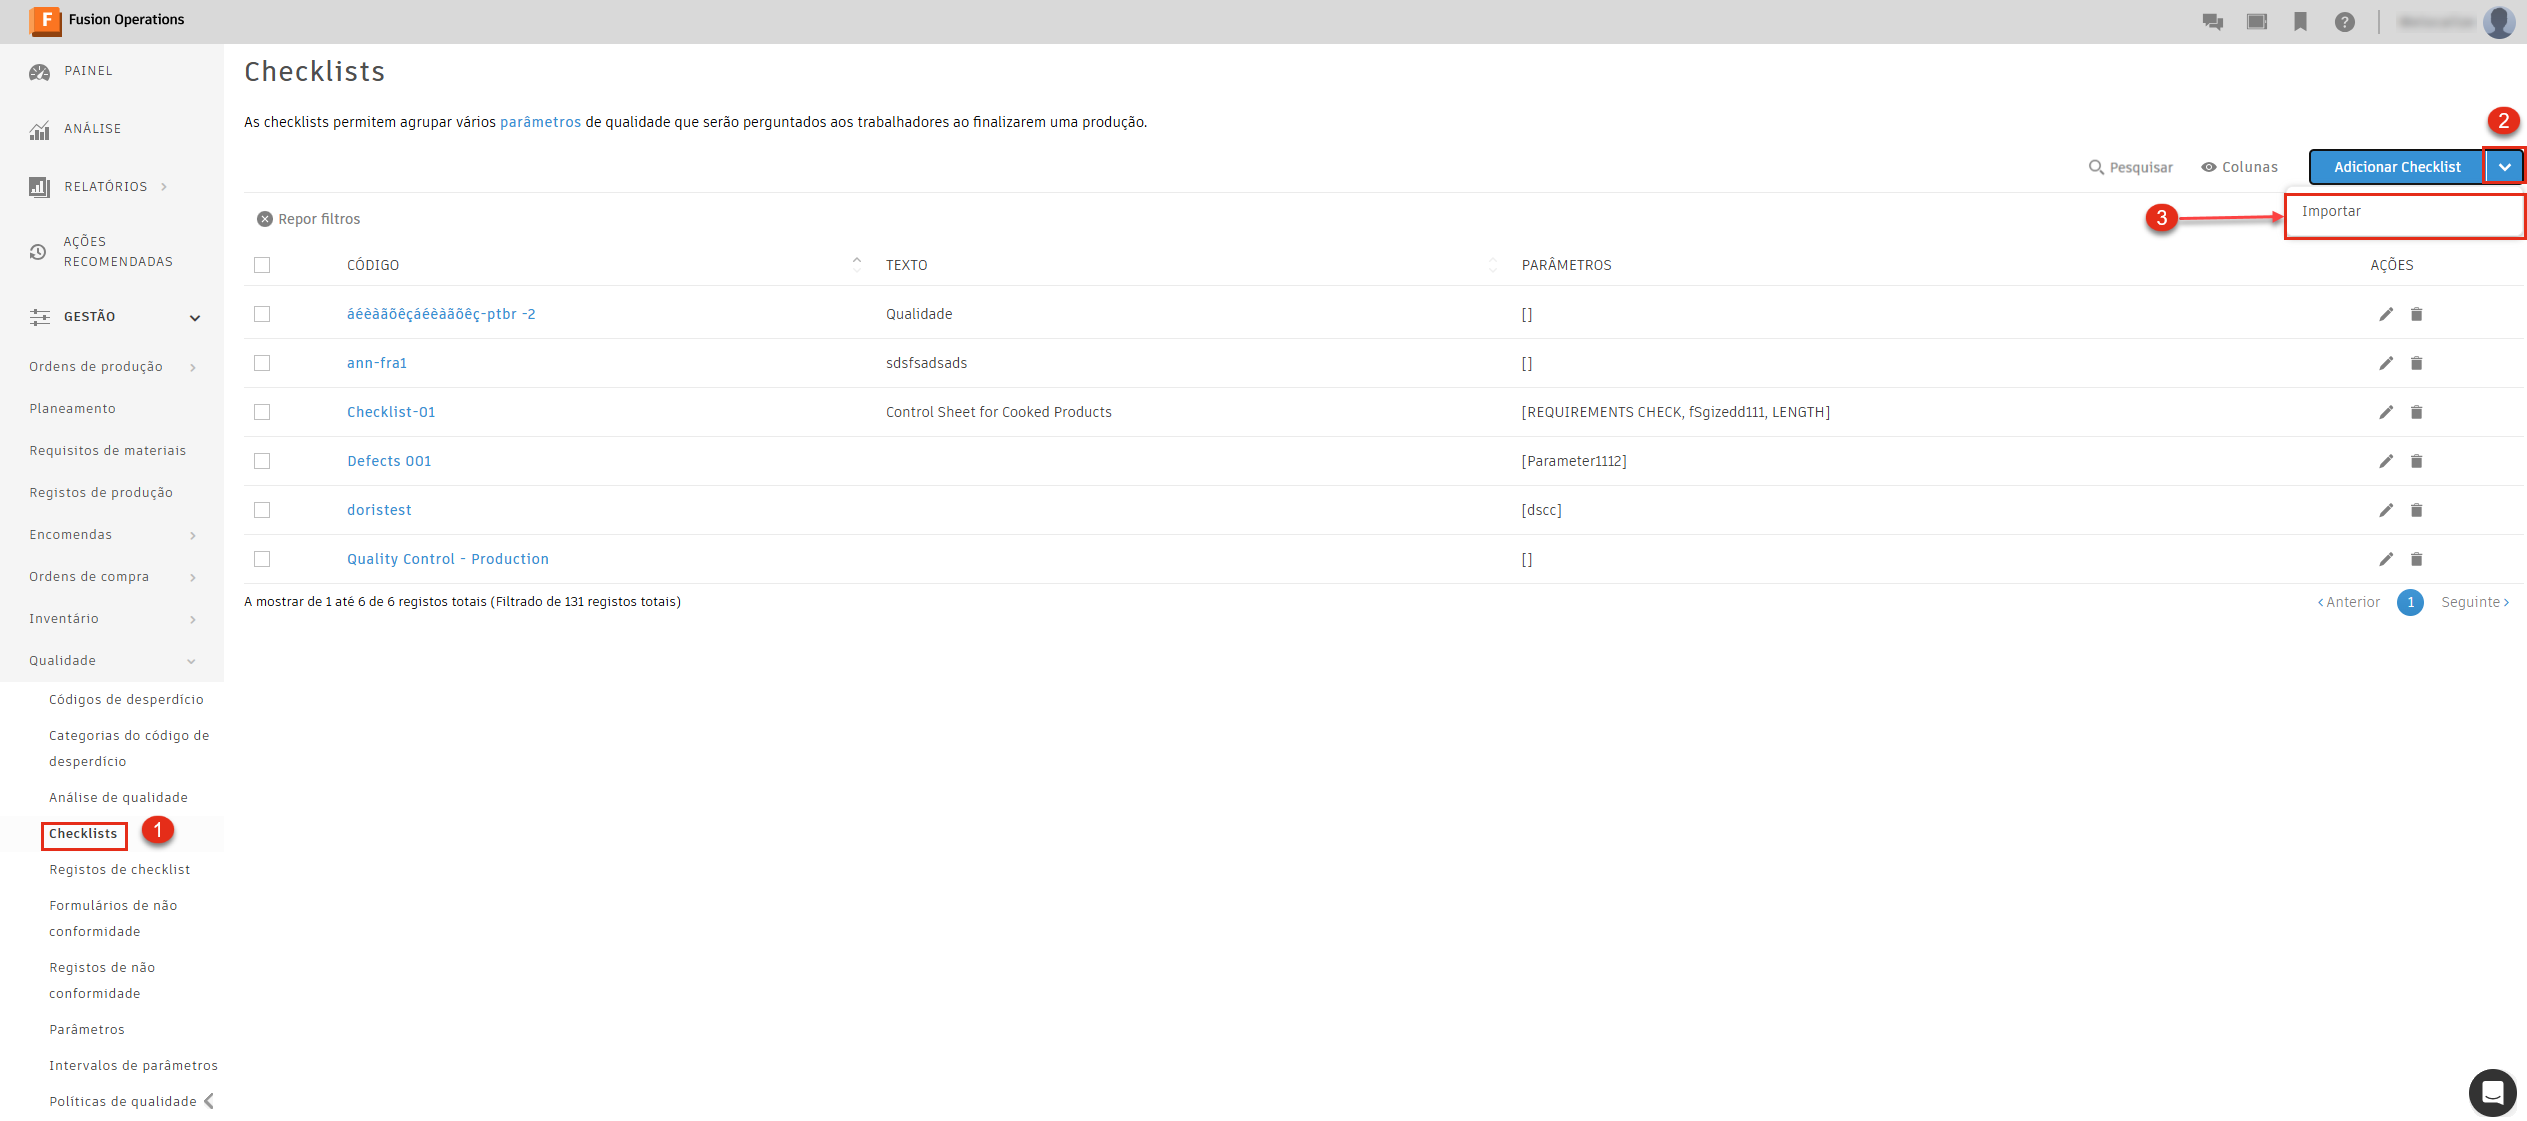 F Fusion Operations
PAINEL
ANÁLISE
RELATÓRIOS
AÇÕES
RECOMENDADAS
GESTÃO
Ordens de produção
Planeamento
Requisitos de materiais
Registos de produção
Encomendas
Ordens de compra
Inventário
Qualidade
Códigos de desperdício
Categorias do código de
desperdício
Análise de qualidade
Checklists 1
Registos de checklist
Formulários de não
conformidade
Registos de não
conformidade
Parâmetros
Intervalos de parâmetros
Políticas de qualidade
Checklists
As checklists permitem agrupar vários parâmetros de qualidade que serão perguntados aos trabalhadores ao finalizarem uma produção.
2
Pesquisar Colunas Adicionar Checklist
Repor filtros 3 Importar
CÓDIGO TEXTO PARÂMETROS AÇÕES
áéèàãõêçáéèàãõêç-ptbr -2 Qualidade []
ann-fra1 sdsfsadsads []
Checklist-01 Control Sheet for Cooked Products [REQUIREMENTS CHECK, fSgizedd111, LENGTH]
Defects 001 [Parameter1112]
doristest [dscc]
Quality Control - Production []
A mostrar de 1 até 6 de 6 registos totais (Filtrado de 131 registos totais) Anterior 1 Seguinte